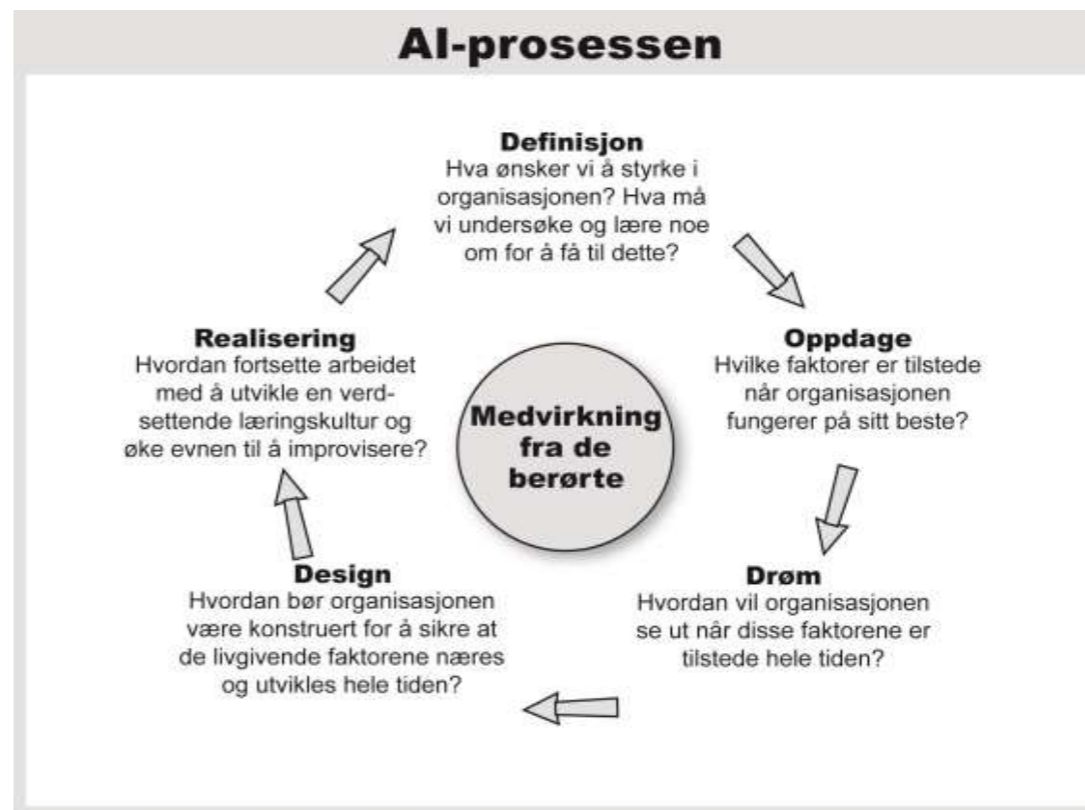 AI-prosessen
Definisjon
Hva ønsker vi å styrke i
organisasjonen? Hva må
vi undersøke og lære noe
om for å få til dette?
Oppdage
Hvilke faktorer er tilstede
når organisasjonen
fungerer på sitt beste?
Drøm
Hvordan vil organisasjonen
se ut når disse faktorene er
tilstede hele tiden?
Design
Hvordan bør organisasjonen
være konstruert for å sikre at
de livgivende faktorene næres
og utvikles hele tiden?
Realisering
Hvordan fortsette arbeidet
med å utvikle en verd-
settende læringskultur og
øke evnen til å improvisere?
Medvirkning
fra de
berørte